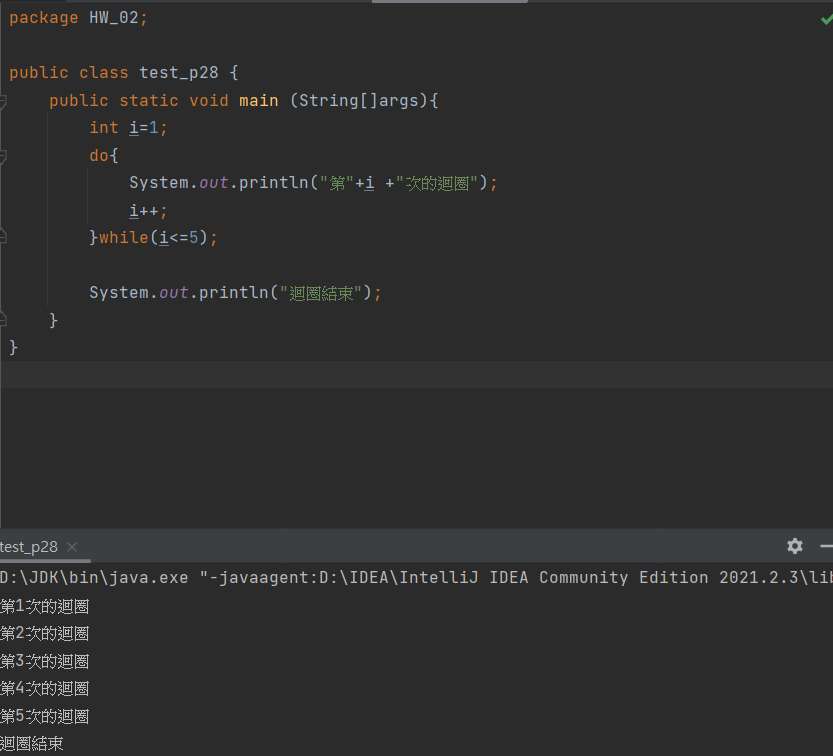 package HW_02;
public class test_p28 {
public static void main (String[]args){
int i=1;
do{
System.out.println("第"+i +"次的迴圈");
i++;
}while(i<=5);
System.out.println("迴圈結束");
}
}
test_p28
D:\JDK\bin\java.exe "-javaagent:D:\IDEA\IntelliJ IDEA Community Edition 2021.2.3\lib
第1次的迴圈
第2次的迴圈
第3次的迴圈
第4次的迴圈
第5次的迴圈
迴圈結束